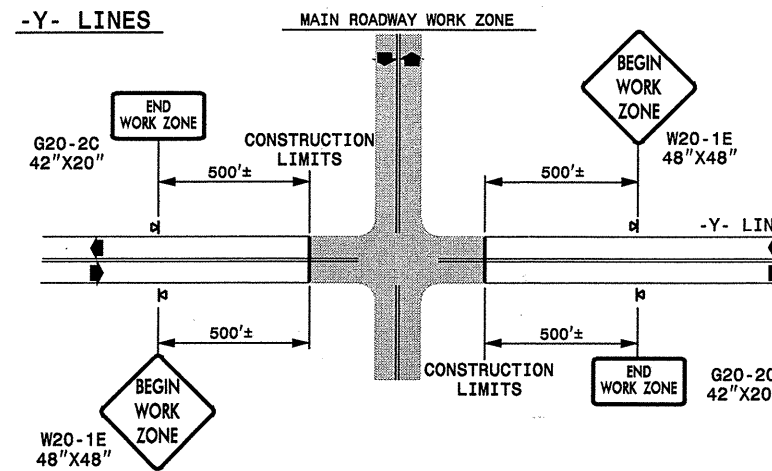 -Y- LINES
MAIN ROADWAY WORK ZONE
END
WORK ZONE
G20-2C
42"X20"
CONSTRUCTION
LIMITS
500'±
BEGIN
WORK
ZONE
W20-1E
48"X48"
500'±
-Y- LIN
500'±
BEGIN
WORK
ZONE
W20-1E
48"X48"
500'±
CONSTRUCTION
LIMITS
END
WORK ZONE
G20-2C
42"X20